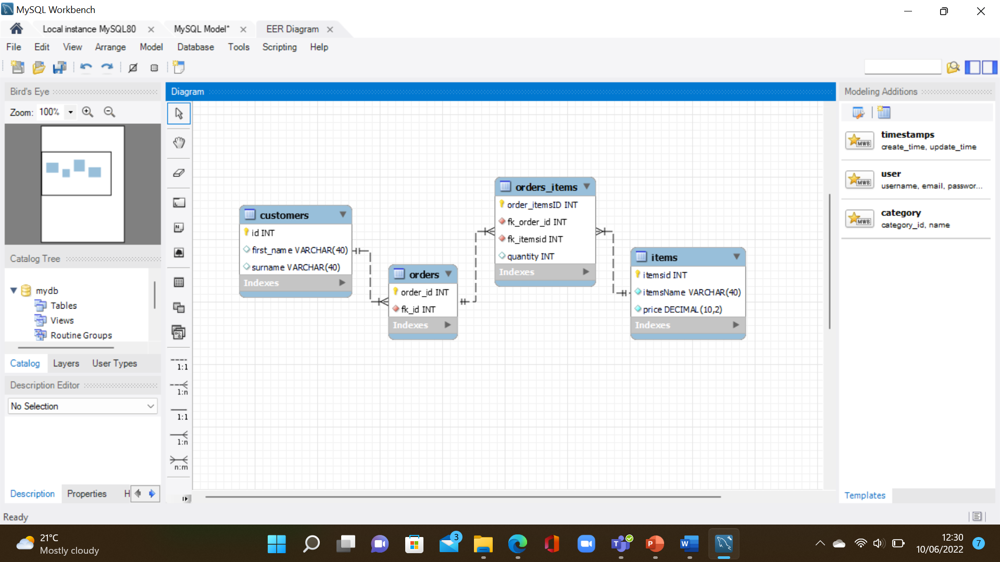 MySQL Workbench
Local instance MySQL80
MySQL Model*
EER Diagram
File Edit View Arrange Model Database Tools Scripting Help
Bird's Eye
Zoom: 100%
Diagram
Modeling Additions
timestamps
create_time, update_time
user
username, email, passwor...
category
category_id, name
customers
id INT
first_name VARCHAR(40)
surname VARCHAR(40)
Indexes
orders
order_id INT
fk_id INT
Indexes
orders_items
order_itemsID INT
fk_order_id INT
fk_itemsid INT
quantity INT
Indexes
items
itemsid INT
itemsName VARCHAR(40)
price DECIMAL(10,2)
Indexes
Catalog Tree
mydb
Tables
Views
Routine Groups
Catalog Layers User Types
Description Editor
No Selection
Description Properties H
1:1
1:n
1:1
1:n
n:m
Templates
Ready
21°C
Mostly cloudy
3
12:30
10/06/2022
7